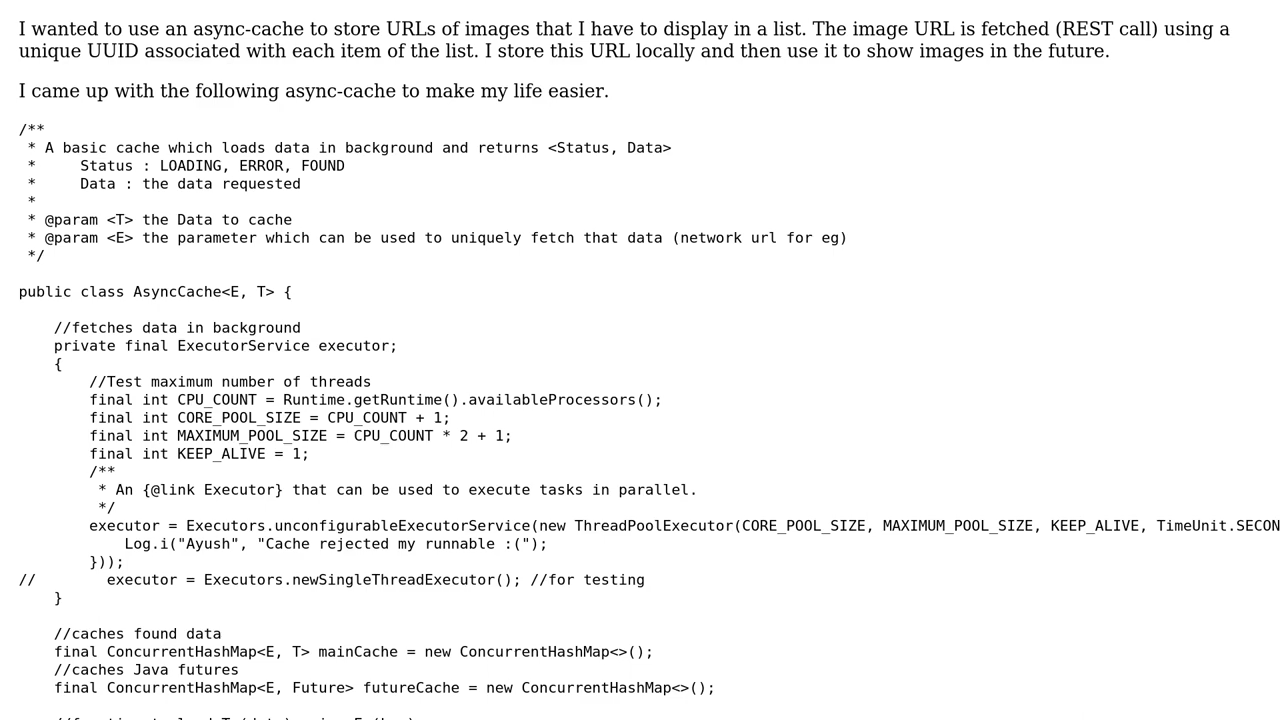 I wanted to use an async-cache to store URLs of images that I have to display in a list. The image URL is fetched (REST call) using a
unique UUID associated with each item of the list. I store this URL locally and then use it to show images in the future.
I came up with the following async-cache to make my life easier.
/**
 * A basic cache which loads data in background and returns <Status, Data>
 *     Status : LOADING, ERROR, FOUND
 *     Data : the data requested
 *
 * @param <T> the Data to cache
 * @param <E> the parameter which can be used to uniquely fetch that data (network url for eg)
 */
public class AsyncCache<E, T> {
    //fetches data in background
    private final ExecutorService executor;
    {
        //Test maximum number of threads
        final int CPU_COUNT = Runtime.getRuntime().availableProcessors();
        final int CORE_POOL_SIZE = CPU_COUNT + 1;
        final int MAXIMUM_POOL_SIZE = CPU_COUNT * 2 + 1;
        final int KEEP_ALIVE = 1;
        /**
         * An {@link Executor} that can be used to execute tasks in parallel.
         */
        executor = Executors.unconfigurableExecutorService(new ThreadPoolExecutor(CORE_POOL_SIZE, MAXIMUM_POOL_SIZE, KEEP_ALIVE, TimeUnit.SECON
            Log.i("Ayush", "Cache rejected my runnable :(");
        }));
//        executor = Executors.newSingleThreadExecutor(); //for testing
    }
    //caches found data
    final ConcurrentHashMap<E, T> mainCache = new ConcurrentHashMap<>();
    //caches Java futures
    final ConcurrentHashMap<E, Future> futureCache = new ConcurrentHashMap<>();